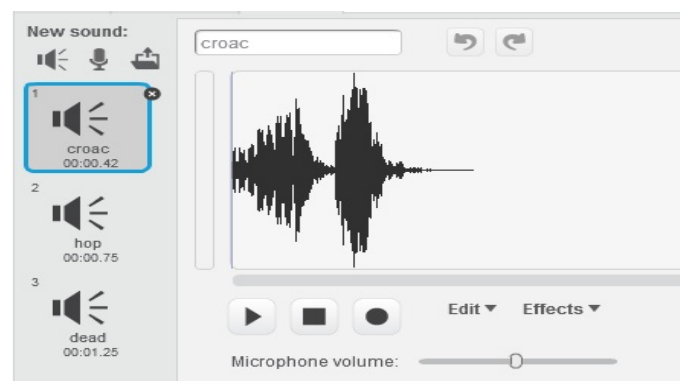 New sound:
1
croac
00:00.42
2
hop
00:00.75
3
dead
00:01.25
croac
Edit ▼ Effects ▼
Microphone volume: